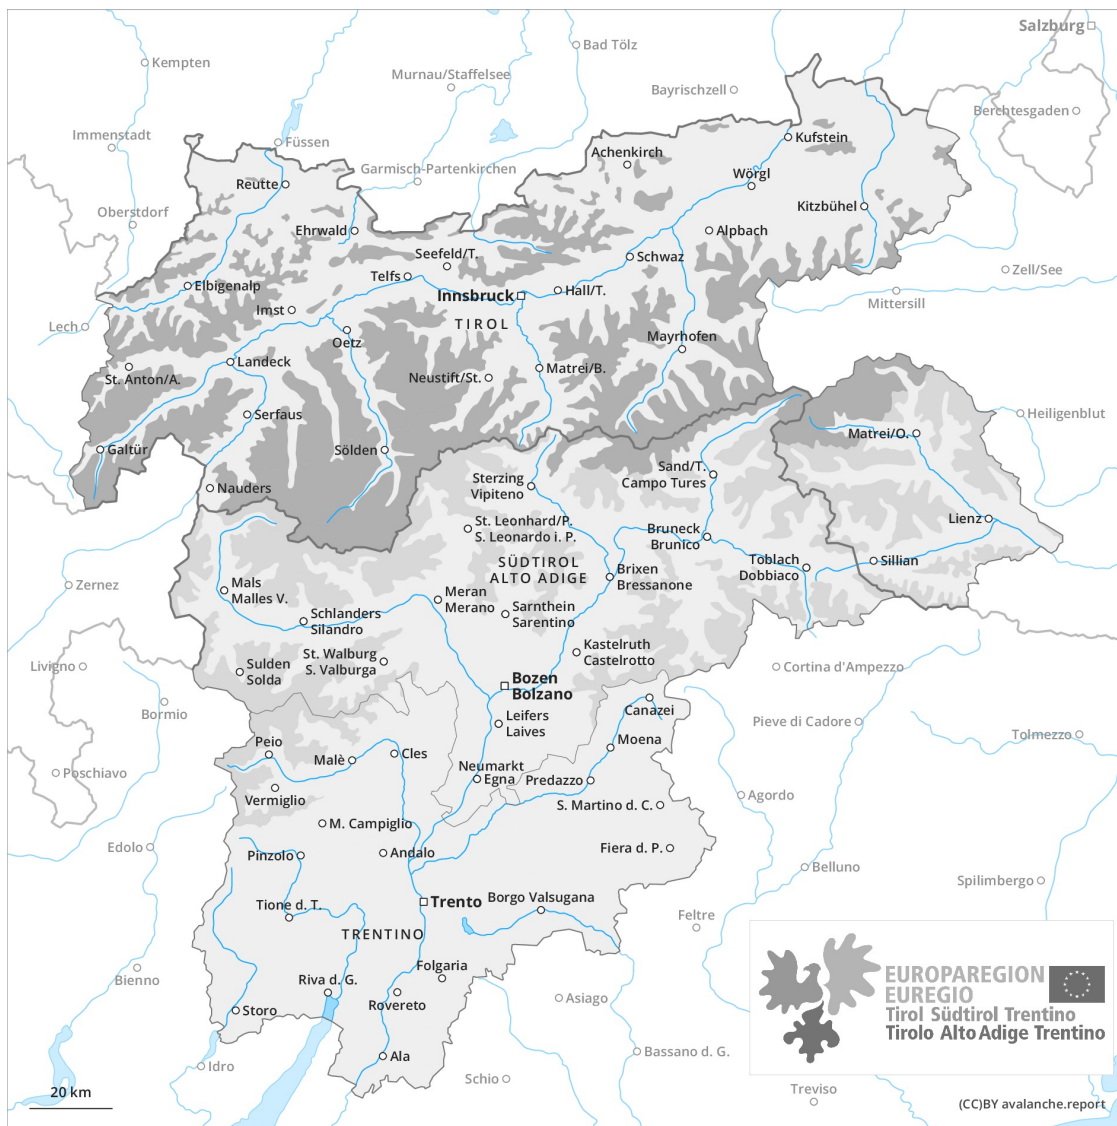 Salzburg
Kempten
Bad Tölz
Murnau/Staffelsee
Bayrischzell
Berchtesgaden
Immenstadt
Füssen
Kufstein
Achenkirch
Garmisch-Partenkirchen
Wörgl
Reutte
Oberstdorf
Kitzbühel
Ehrwald
Alpbach
Seefeld/T.
Schwaz
Zell/See
Telfs
Elbigenalp
Hall/T.
Innsbruck
Mittersill
Imst
Lech
TIROL
Oetz
Mayrhofen
Landeck
St. Anton/A.
Neustift/St.
Matrei/B.
Serfaus
Heiligenblut
Matrei/O.
Galtür
Sölden
Sterzing
Vipiteno
Sand/T.
Campo Tures
Nauders
St. Leonhard/P.
S. Leonardo i. P.
Lienz
Bruneck
Brunico
SÜDTIROL
ALTO ADIGE
Toblach
Dobbiaco
Sillian
Brixen
Bressanone
Zernez
Mals
Malles V.
Meran
Merano
Schlanders
Silandro
Sarnthein
Sarentino
Kastelruth
Castelrotto
Livigno
Sulden
Solda
St. Walburg
S. Valburga
Cortina d'Ampezzo
Bozen
Bolzano
Bormio
Canazei
Leifers
Laives
Pieve di Cadore
Tolmezzo
Peio
Malè
Cles
Moena
Poschiavo
Neumarkt
Egna
Predazzo
Vermiglio
Agordo
S. Martino d. C.
M. Campiglio
Edolo
Pinzolo
Andalo
Fiera d. P.
Belluno
Spilimbergo
Tione d. T.
Trento
Borgo Valsugana
Feltre
TRENTINO
Folgaria
Bienno
Riva d. G.
Rovereto
Asiago
Storo
EUROPAREGION
EUREGIO
Tirol Südtirol Trentino
Tirolo Alto Adige Trentino
Ala
Bassano d. G.
Idro
Schio
Treviso
20 km
(CC)BY avalanche.report